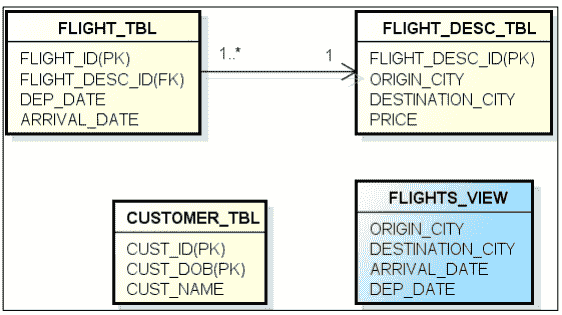 FLIGHT_TBL
FLIGHT_ID(PK)
FLIGHT_DESC_ID(FK)
DEP_DATE
ARRIVAL_DATE
1..*
1
FLIGHT_DESC_TBL
FLIGHT_DESC_ID(PK)
ORIGIN_CITY
DESTINATION_CITY
PRICE
CUSTOMER_TBL
CUST_ID(PK)
CUST_DOB(PK)
CUST_NAME
FLIGHTS_VIEW
ORIGIN_CITY
DESTINATION_CITY
ARRIVAL_DATE
DEP_DATE